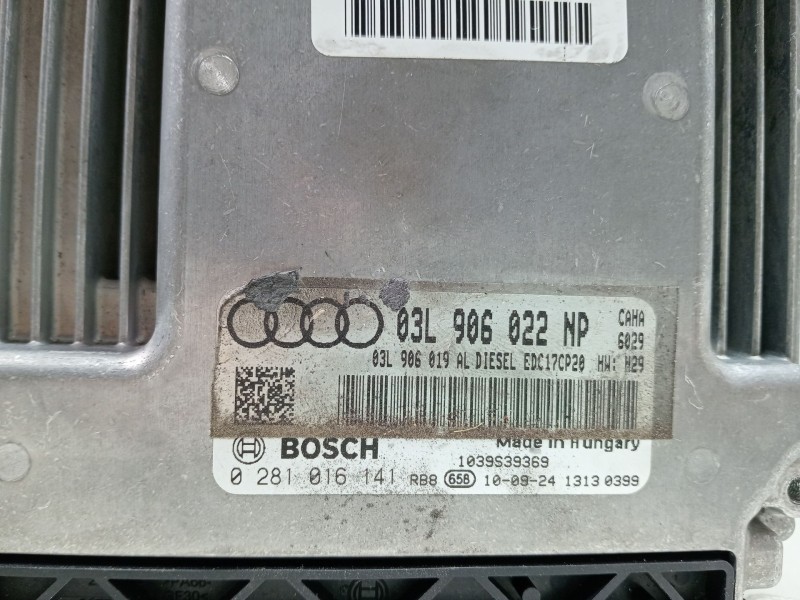 03L 906 022 NP CAHA
6029
03L 906 019 AL DIESEL EDC17CP20 HW: H29
BOSCH Made in Hungary
1039S39369
0 281 016 141 RB8 658 10-09-24 1313 0399